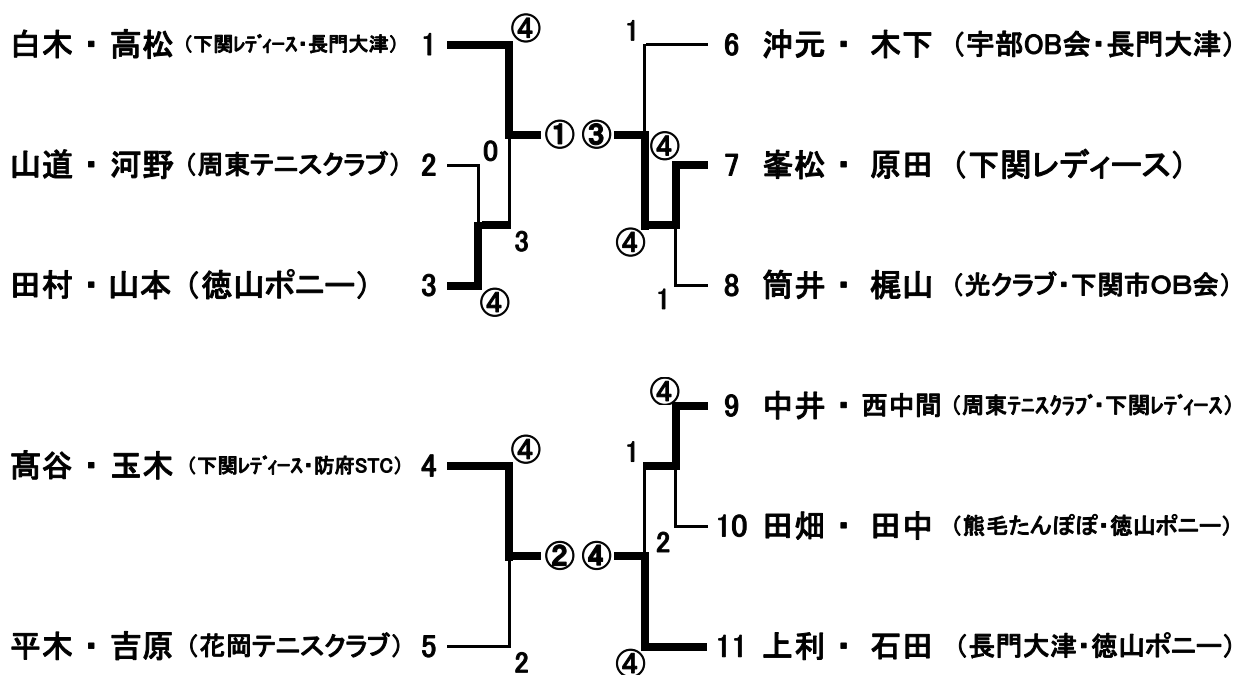 白木・高松（下関レディース・長門大津） 1 ④
山道・河野（周東テニスクラブ） 2 0 ①
田村・山本（徳山ポニー） 3 ④ 3
髙谷・玉木（下関レディース・防府STC） 4 ④
②
平木・吉原（花岡テニスクラブ） 5 2
1 6 沖元・木下（宇部OB会・長門大津）
③ ④
7 峯松・原田（下関レディース）
④ 1 8 筒井・梶山（光クラブ・下関市OB会）
④ 9 中井・西中間（周東テニスクラブ・下関レディース）
1
2 10 田畑・田中（熊毛たんぽぽ・徳山ポニー）
④
④ 11 上利・石田（長門大津・徳山ポニー）